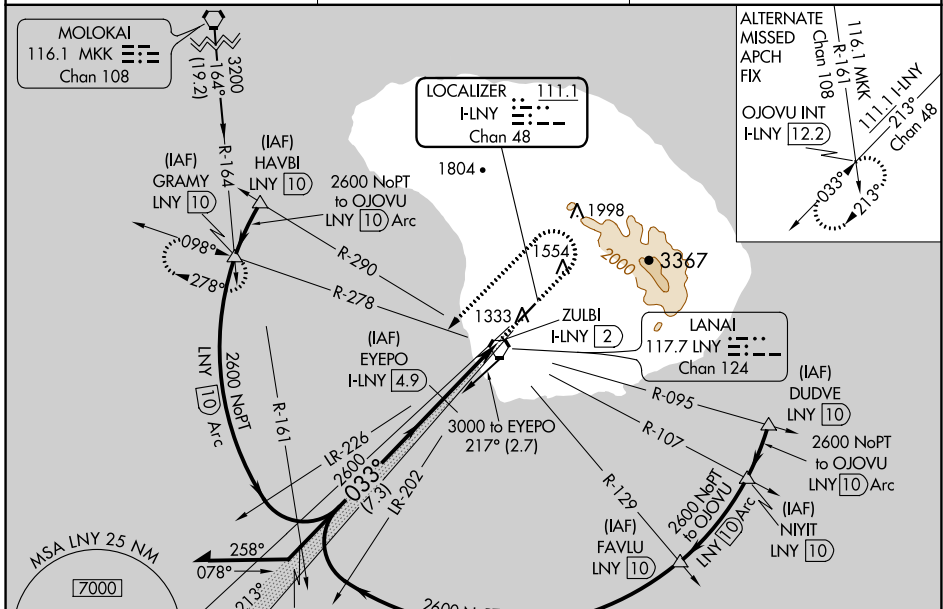 MOLOKAI
116.1 MKK
Chan 108
3200
164°
(19.2)
R-164
(IAF)
HAVBI
LNY 10
(IAF)
GRAMY
LNY 10
2600 NoPT
to OJOVU
LNY 10 Arc
098°
278°
R-290
R-278
LOCALIZER 111.1
I-LNY
Chan 48
1804
1998
2000
3367
1554
1333
ZULBI
I-LNY 2
LANAI
117.7 LNY
Chan 124
ALTERNATE
MISSED
APCH
FIX
116.1 MKK
Chan 108
R-161
111.1 I-LNY
213°
Chan 48
OJOVU INT
I-LNY 12.2
033°
213°
(IAF)
EYEPO
I-LNY 4.9
3000 to EYEPO
217° (2.7)
2600 NoPT
LNY 10 Arc
R-161
LR-226
2600
033°
(7.3)
LR-202
R-095
R-107
R-129
(IAF)
DUDVE
LNY 10
2600 NoPT
to OJOVU
LNY 10 Arc
2600 NoPT
to OJOVU
LNY 10 Arc
(IAF)
NIYIT
LNY 10
(IAF)
FAVLU
LNY 10
258°
078°
213°
MSA LNY 25 NM
7000
2600 NoPT